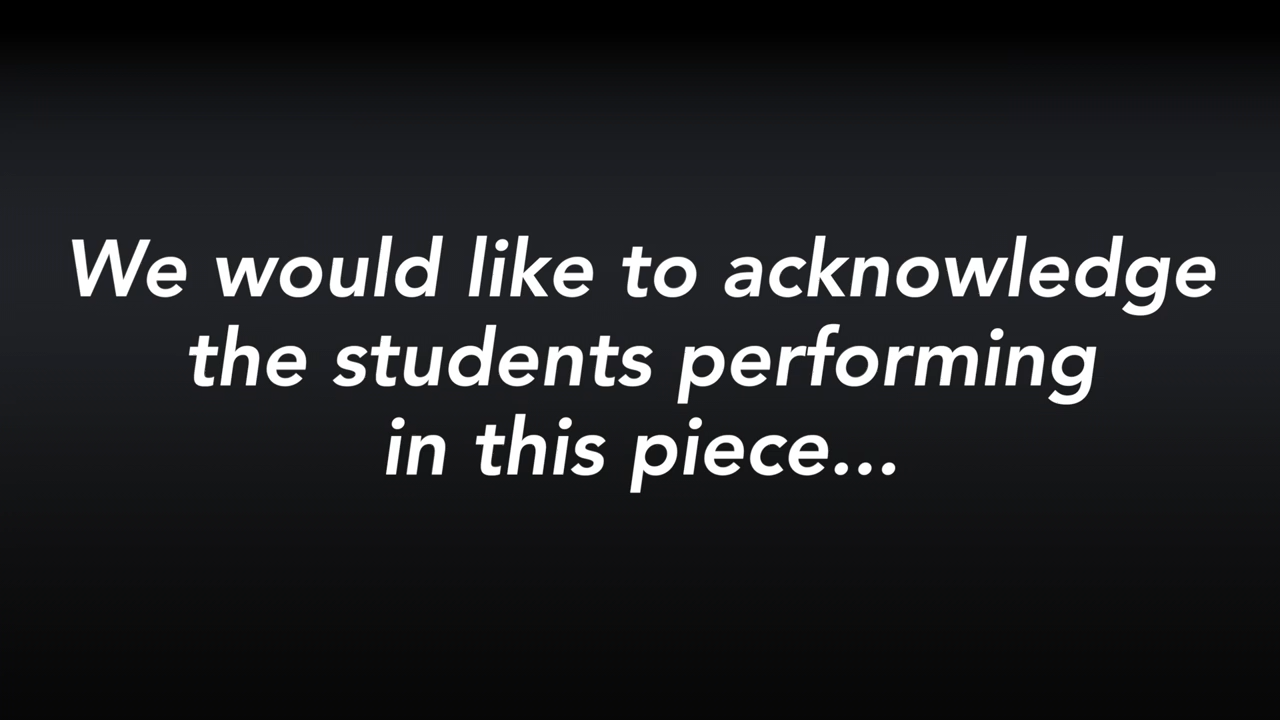 We would like to acknowledge
the students performing
in this piece...